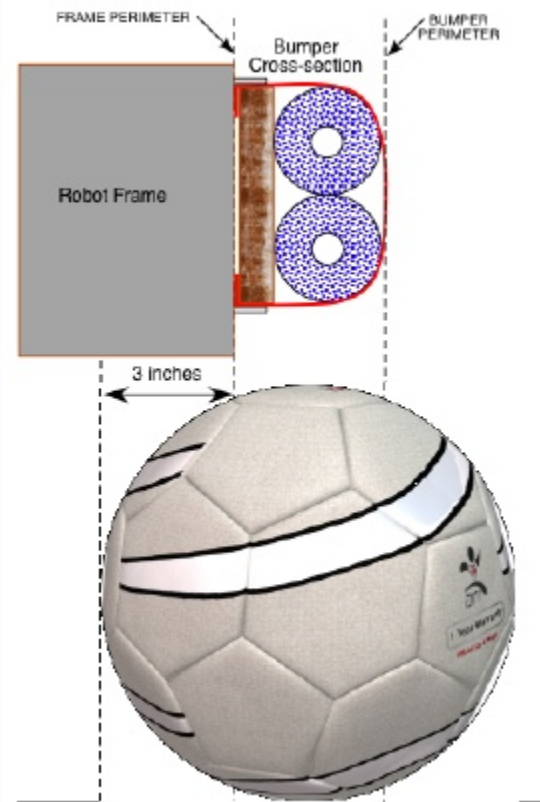 FRAME PERIMETER
BUMPER
PERIMETER
Bumper
Cross-section
Robot Frame
3 inches